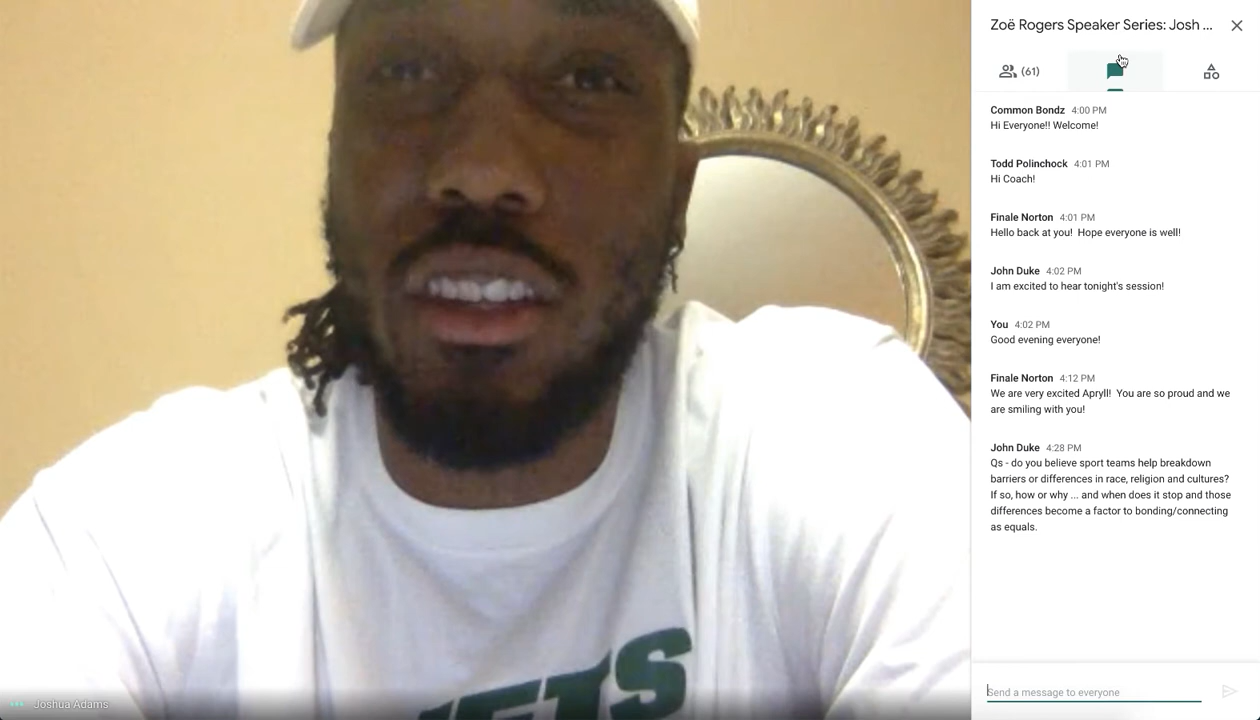 Zoë Rogers Speaker Series: Josh ...
(61)
Common Bondz 4:00 PM
Hi Everyone!! Welcome!
Todd Polinchock 4:01 PM
Hi Coach!
Finale Norton 4:01 PM
Hello back at you!  Hope everyone is well!
John Duke 4:02 PM
I am excited to hear tonight's session!
You 4:02 PM
Good evening everyone!
Finale Norton 4:12 PM
We are very excited Apryll!  You are so proud and we
are smiling with you!
John Duke 4:28 PM
Qs - do you believe sport teams help breakdown
barriers or differences in race, religion and cultures?
If so, how or why ... and when does it stop and those
differences become a factor to bonding/connecting
as equals.
Send a message to everyone
JETS
Joshua Adams